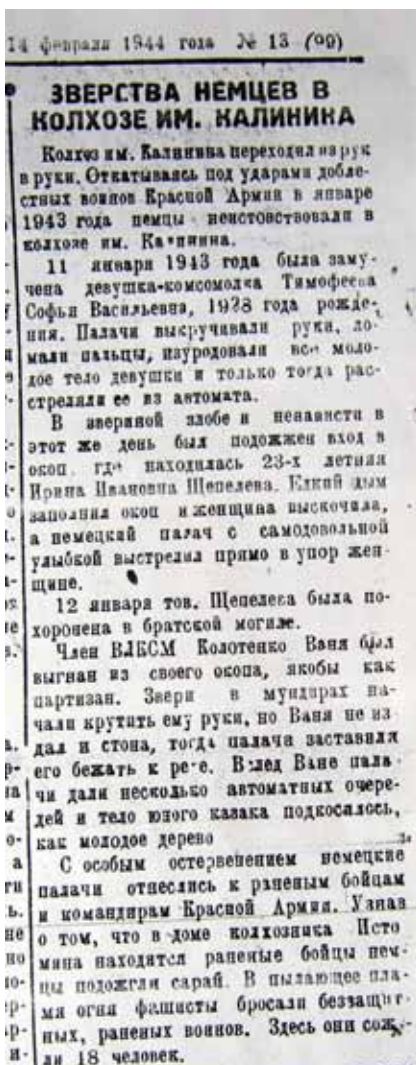 14 февраля 1944 года № 13 (99)
ЗВЕРСТВА НЕМЦЕВ В
КОЛХОЗЕ ИМ. КАЛИНИКА
Колхоз им. Калинина переходил из рук
в руки. Откатываясь под ударами добле-
стных воинов Красной Армии в январе
1943 года немцы неистовствовали в
колхозе им. Калинина.
11 января 1943 года была заму-
чена девушка-комсомолка Тимофеева
Софья Васильевна, 1928 года рожде-
ния. Палачи выкручивали руки, ло-
мали пальцы, изуродовали все моло-
дое тело девушки и только тогда рас-
стреляли ее из автомата.
В звериной злобе и ненависти в
этот же день был подожжен вход в
окоп, где находилась 23-х летняя
Ирина Ивановна Щепелева. Едкий дым
заполнил окоп и женщина выскочила,
а немецкий палач с самодовольной
улыбкой выстрелил прямо в упор жен-
щине.
12 января тов. Щепелева была по-
хоронена в братской могиле.
Член ВЛКСМ Колотенко Ваня был
выгнан из своего окопа, якобы как
партизан. Звери в мундирах на-
чали крутить ему руки, но Ваня не из-
дал и стона, тогда палачи заставили
его бежать к реке. Вслед Ване пала-
чи дали несколько автоматных очере-
дей и тело юного казака подкосилось,
как молодое дерево
С особым остервенением немецкие
палачи отнеслись к раненым бойцам
и командирам Красной Армии. Узнав
о том, что в доме колхозника Исто
мина находятся раненые бойцы нем-
цы подожгли сарай. В пылающее пла-
мя огня фашисты бросали беззащит-
ных, раненых воинов. Здесь они сож-
гли 18 человек.